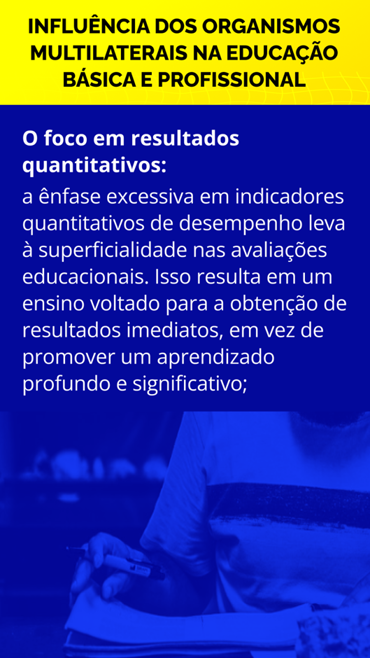 INFLUÊNCIA DOS ORGANISMOS
MULTILATERAIS NA EDUCAÇÃO
BÁSICA E PROFISSIONAL
O foco em resultados
quantitativos:
a ênfase excessiva em indicadores
quantitativos de desempenho leva
à superficialidade nas avaliações
educacionais. Isso resulta em um
ensino voltado para a obtenção de
resultados imediatos, em vez de
promover um aprendizado
profundo e significativo;